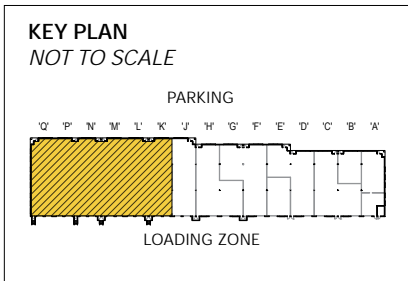 KEY PLAN
NOT TO SCALE
PARKING
'Q' 'P' 'N' 'M' 'L' 'K' 'J' 'H' 'G' 'F' 'E' 'D' 'C' 'B' 'A'
LOADING ZONE